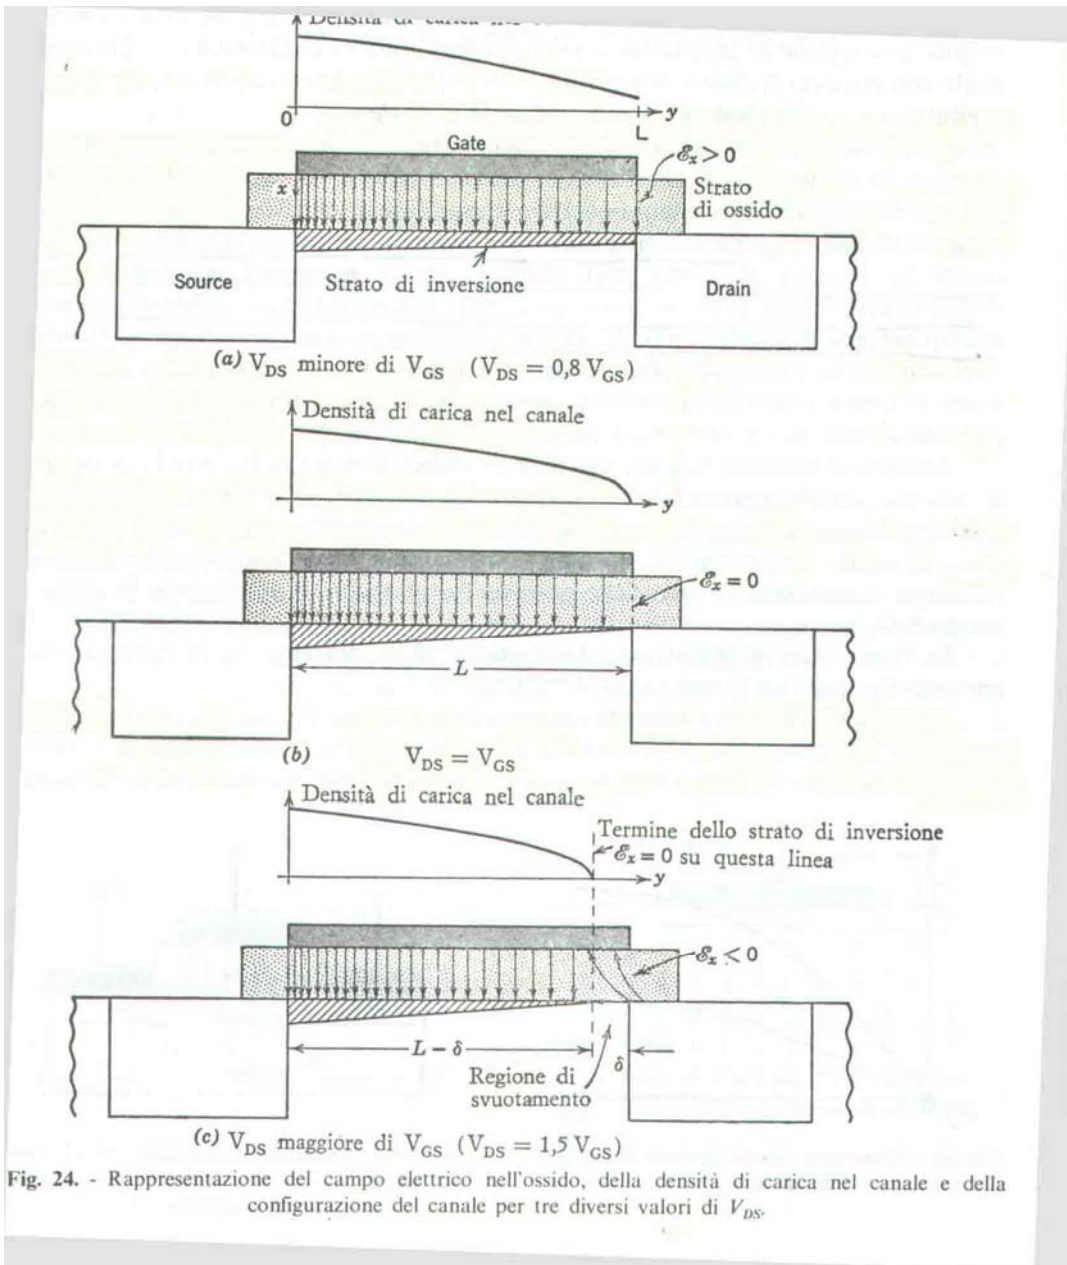 Densità di carica
0
y
L
Gate
ℰx > 0
x
Strato
di ossido
Source
Strato di inversione
Drain
(a) VDS minore di VGS (VDS = 0,8 VGS)
Densità di carica nel canale
y
ℰx = 0
L
(b) VDS = VGS
Densità di carica nel canale
Termine dello strato di inversione
ℰx = 0 su questa linea
y
ℰx < 0
L – δ
δ
Regione di
svuotamento
(c) VDS maggiore di VGS (VDS = 1,5 VGS)
Fig. 24. - Rappresentazione del campo elettrico nell'ossido, della densità di carica nel canale e della
configurazione del canale per tre diversi valori di VDS.